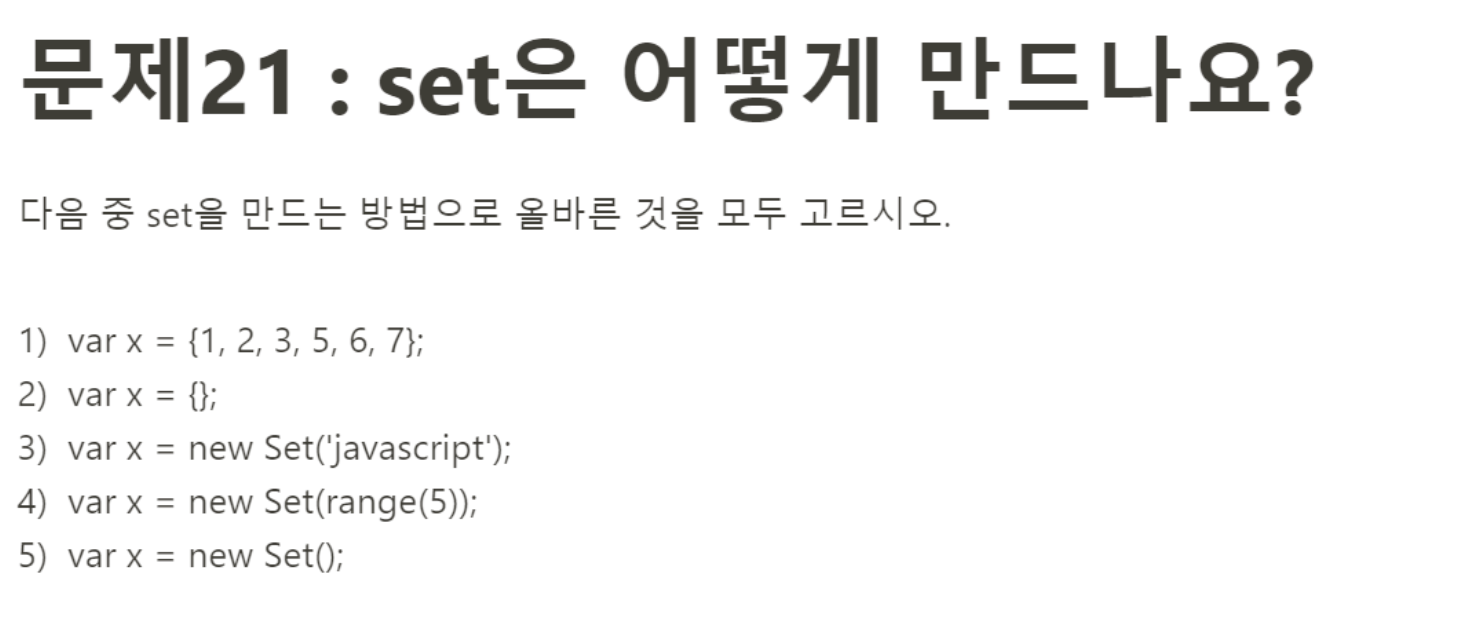 문제21 : set은 어떻게 만드나요?
다음 중 set을 만드는 방법으로 올바른 것을 모두 고르시오.
1) var x = {1, 2, 3, 5, 6, 7};
2) var x = {};
3) var x = new Set('javascript');
4) var x = new Set(range(5));
5) var x = new Set();